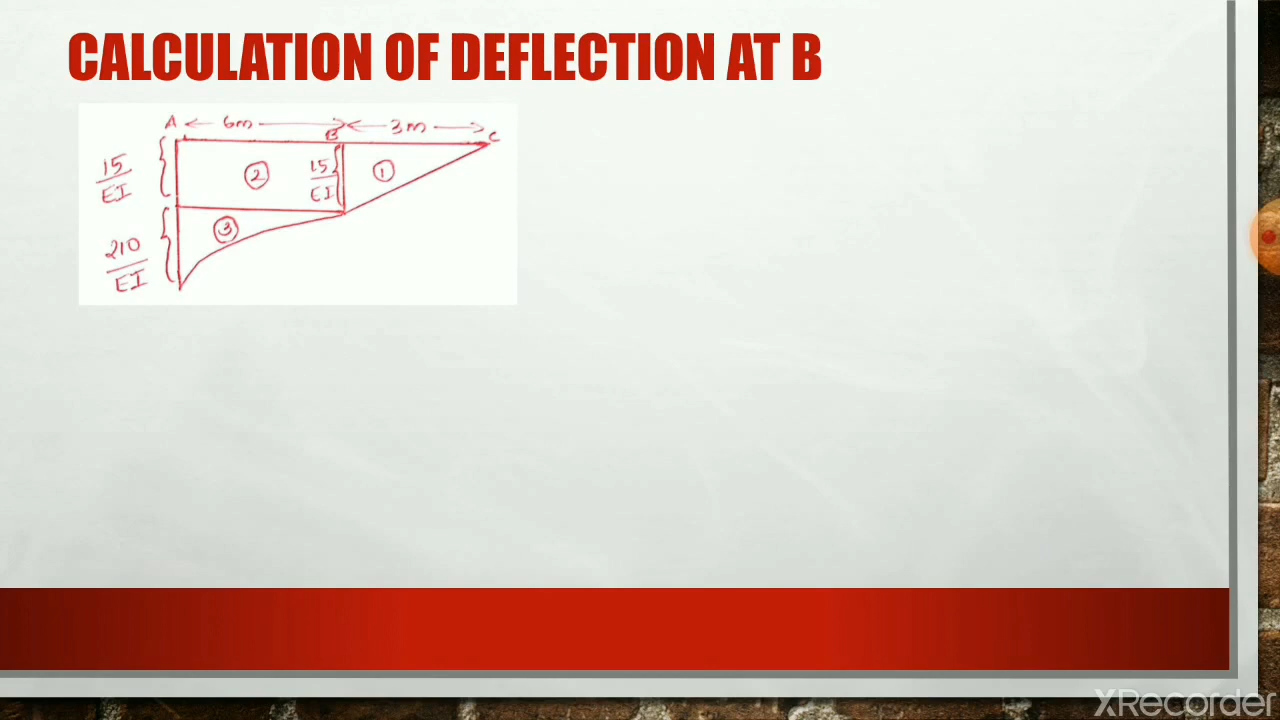 CALCULATION OF DEFLECTION AT B
A 6m B 3m C
15
EI
②
15
EI
①
③
210
EI
XRecorder